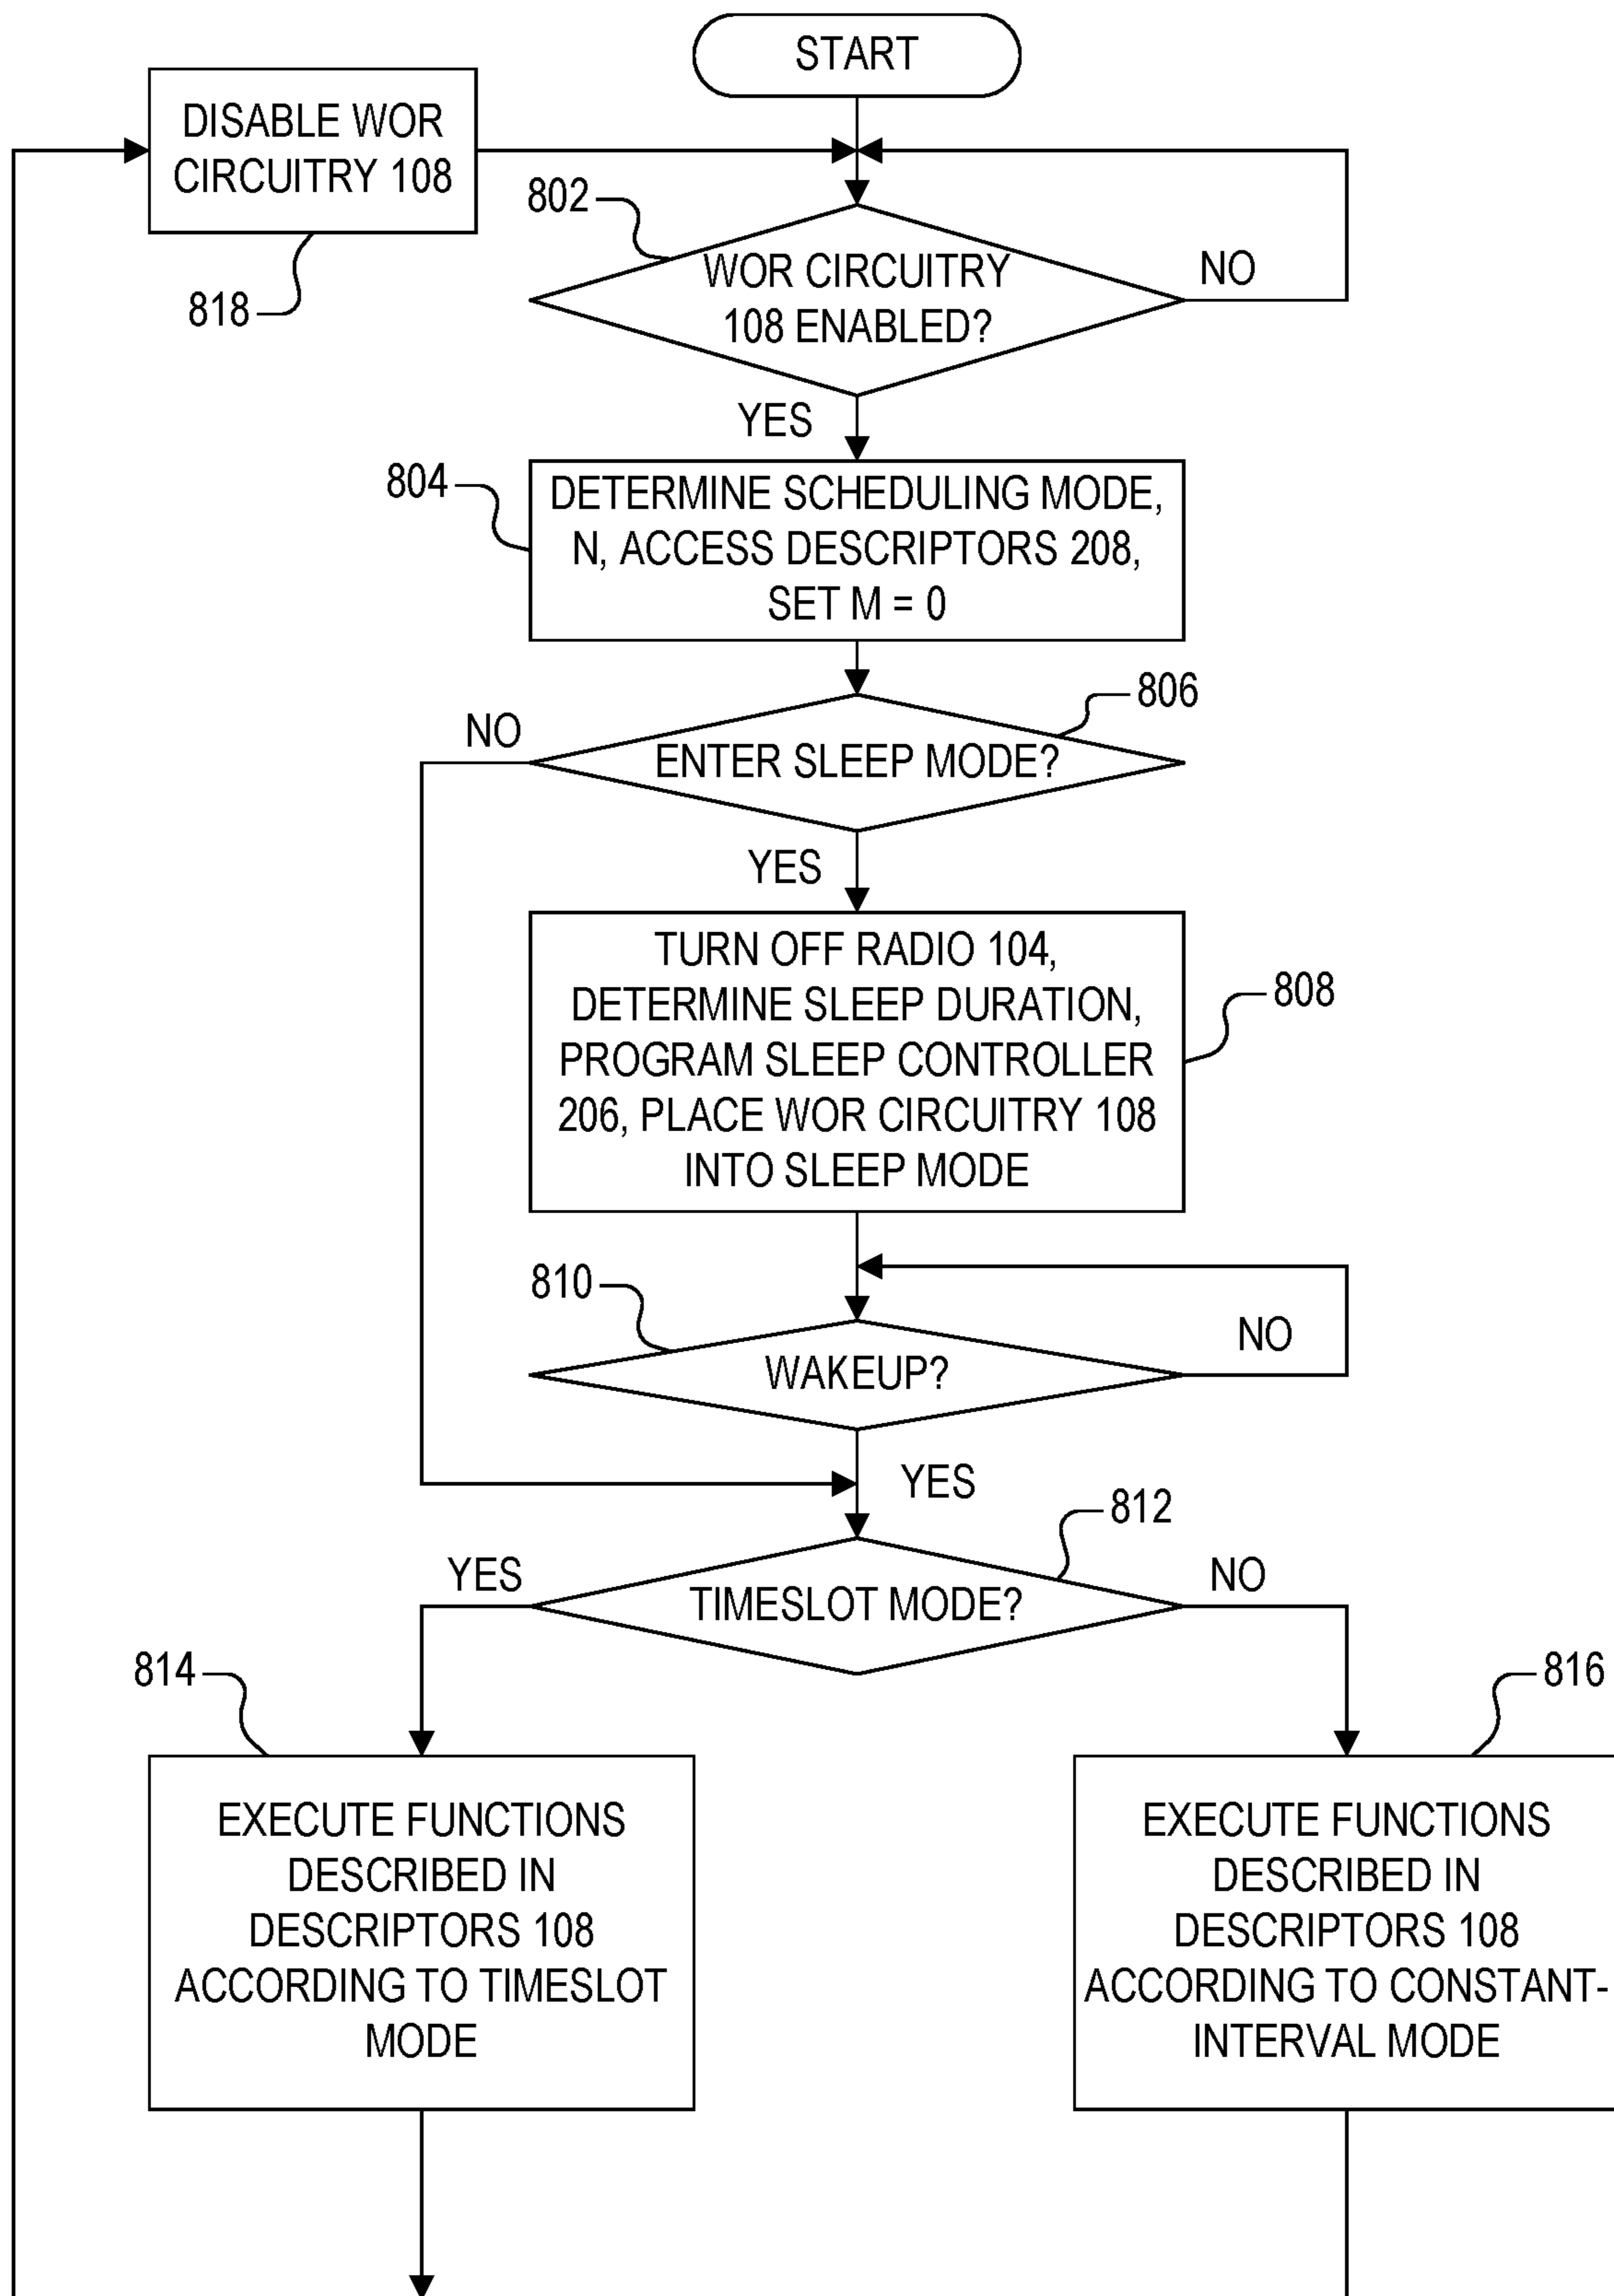 START
DISABLE WOR
CIRCUITRY 108
818
802
WOR CIRCUITRY
108 ENABLED?
NO
YES
804
DETERMINE SCHEDULING MODE,
N, ACCESS DESCRIPTORS 208,
SET M = 0
806
NO
ENTER SLEEP MODE?
YES
TURN OFF RADIO 104,
DETERMINE SLEEP DURATION,
PROGRAM SLEEP CONTROLLER
206, PLACE WOR CIRCUITRY 108
INTO SLEEP MODE
808
810
WAKEUP?
NO
YES
812
YES
TIMESLOT MODE?
NO
814
EXECUTE FUNCTIONS
DESCRIBED IN
DESCRIPTORS 108
ACCORDING TO TIMESLOT
MODE
816
EXECUTE FUNCTIONS
DESCRIBED IN
DESCRIPTORS 108
ACCORDING TO CONSTANT-
INTERVAL MODE